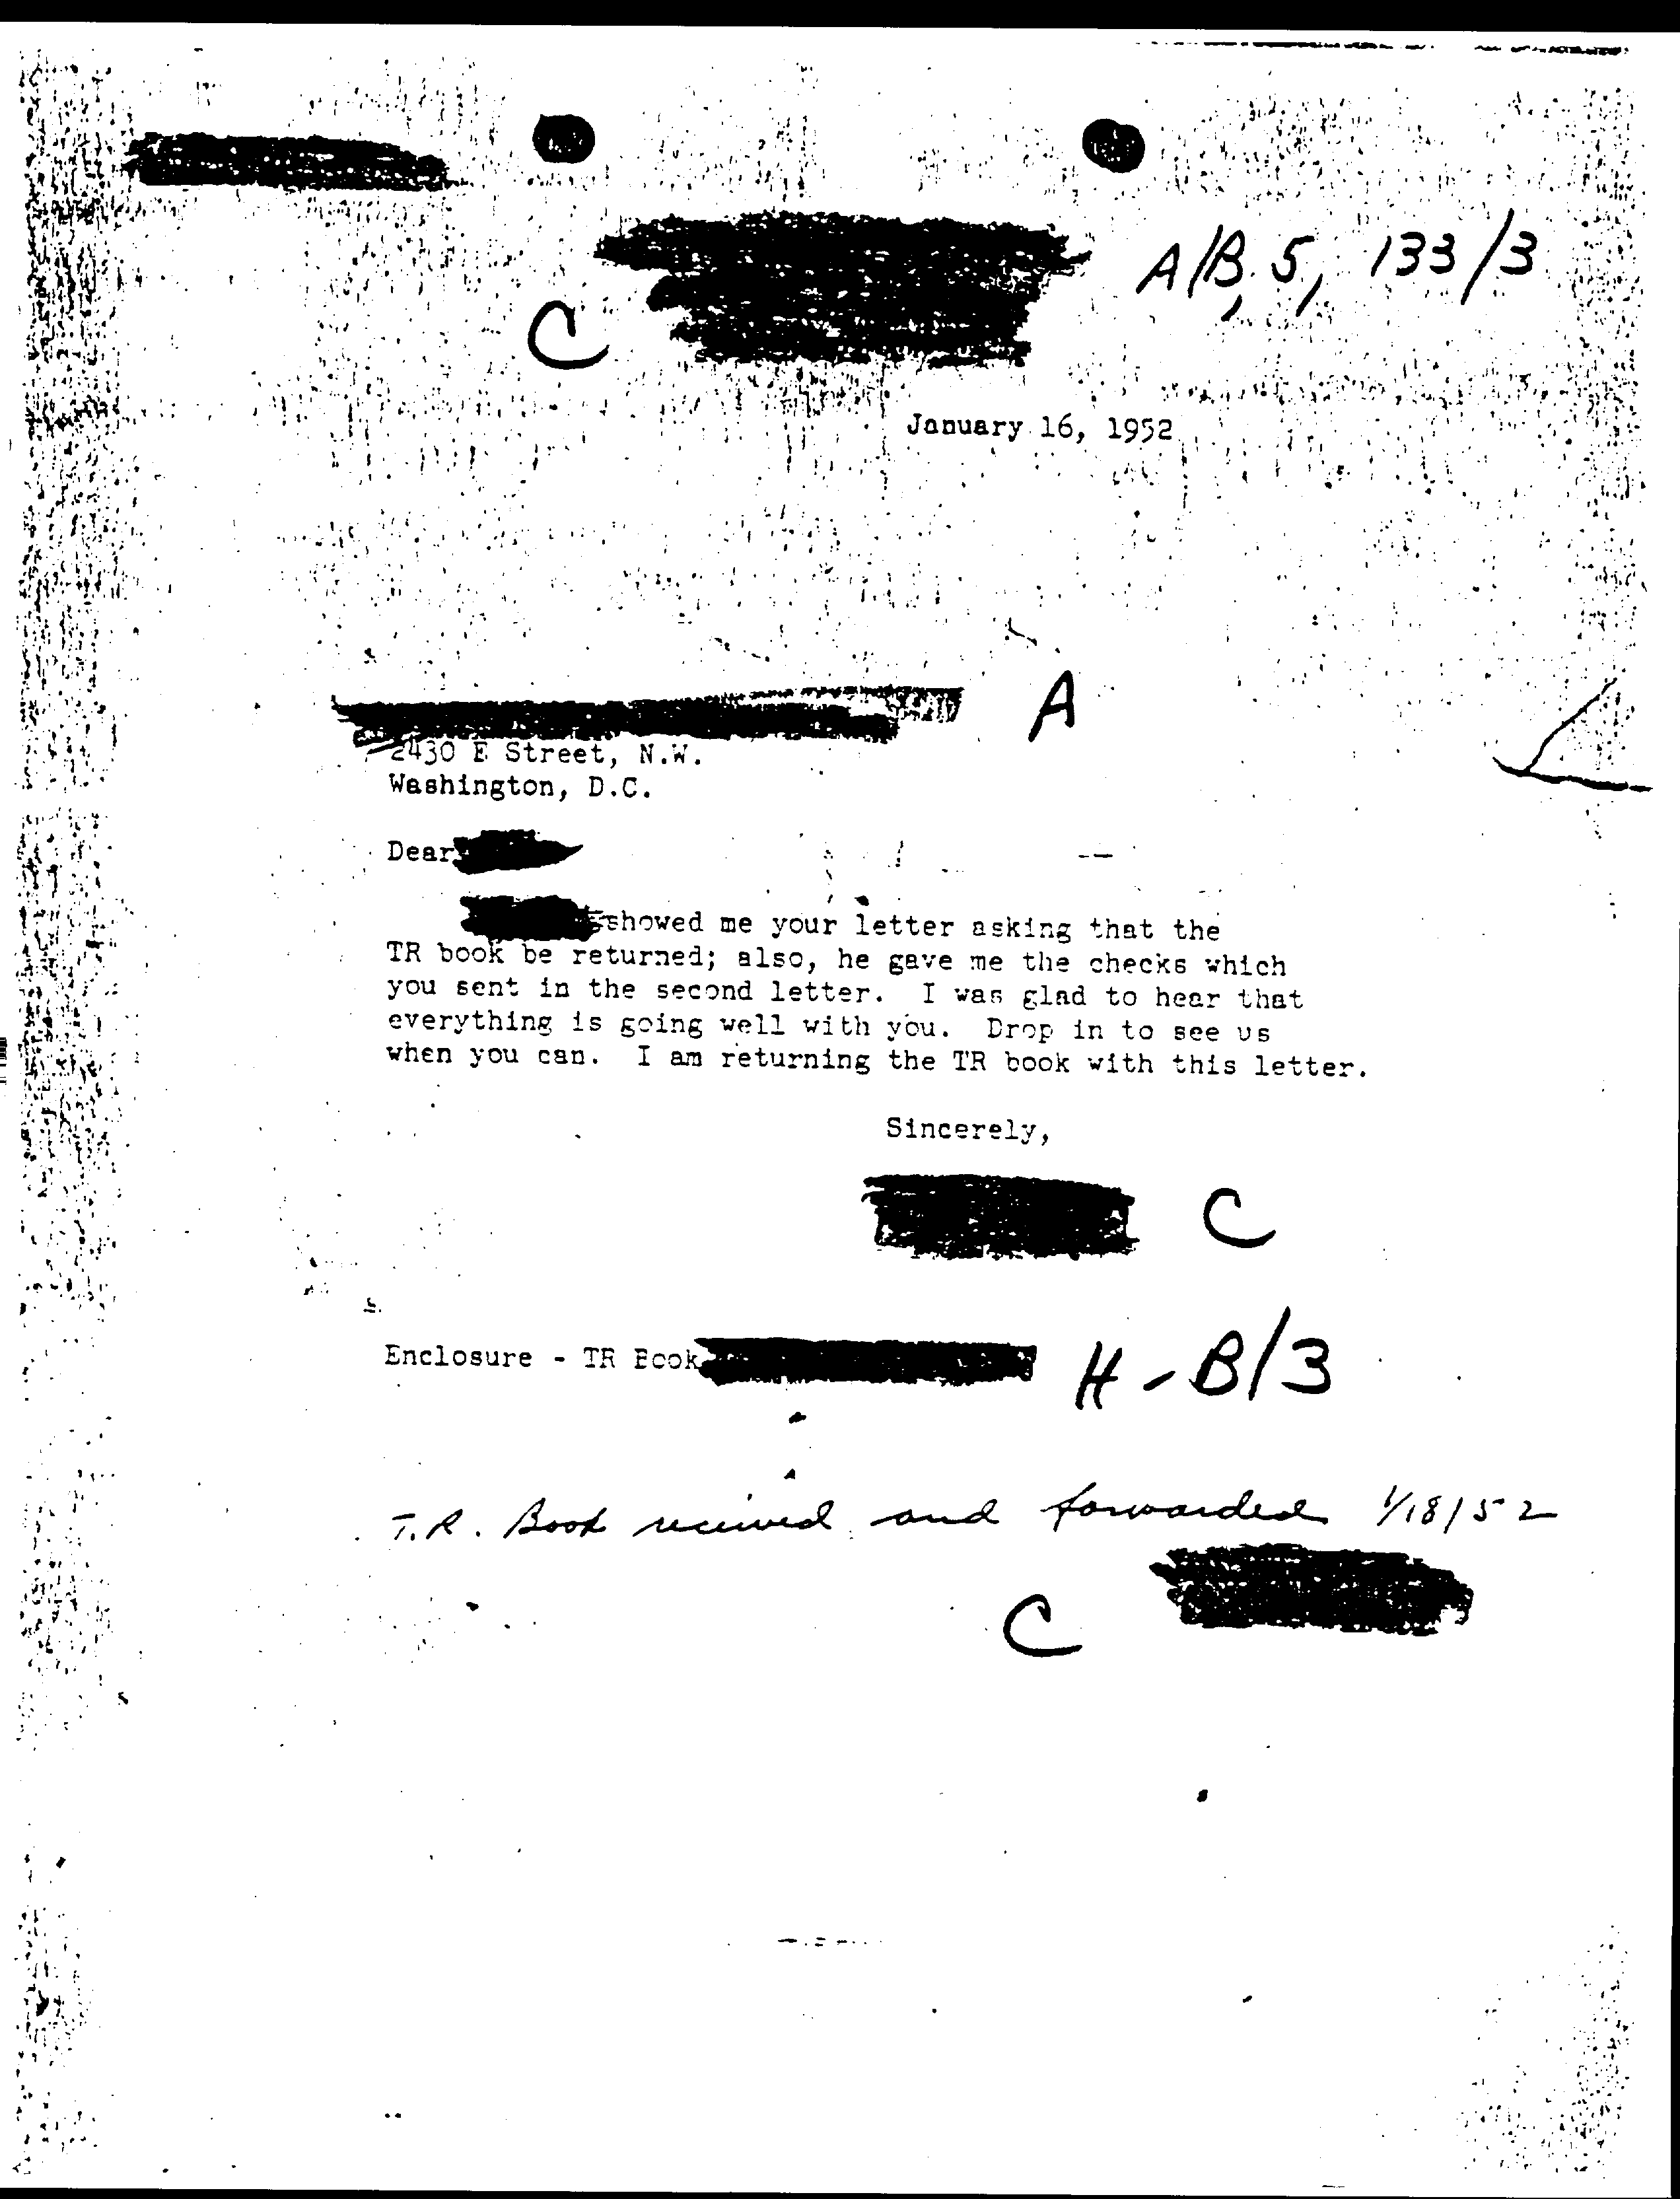 A/B, 5, 133/3
C
January 16, 1952
A
2430 E Street, N.W.
Washington, D.C.
Dear
showed me your letter asking that the
TR book be returned; also, he gave me the checks which
you sent in the second letter. I was glad to hear that
everything is going well with you. Drop in to see us
when you can. I am returning the TR book with this letter.
Sincerely,
C
Enclosure - TR Book
H-B/3
T.R. Book received and forwarded 1/18/52
C